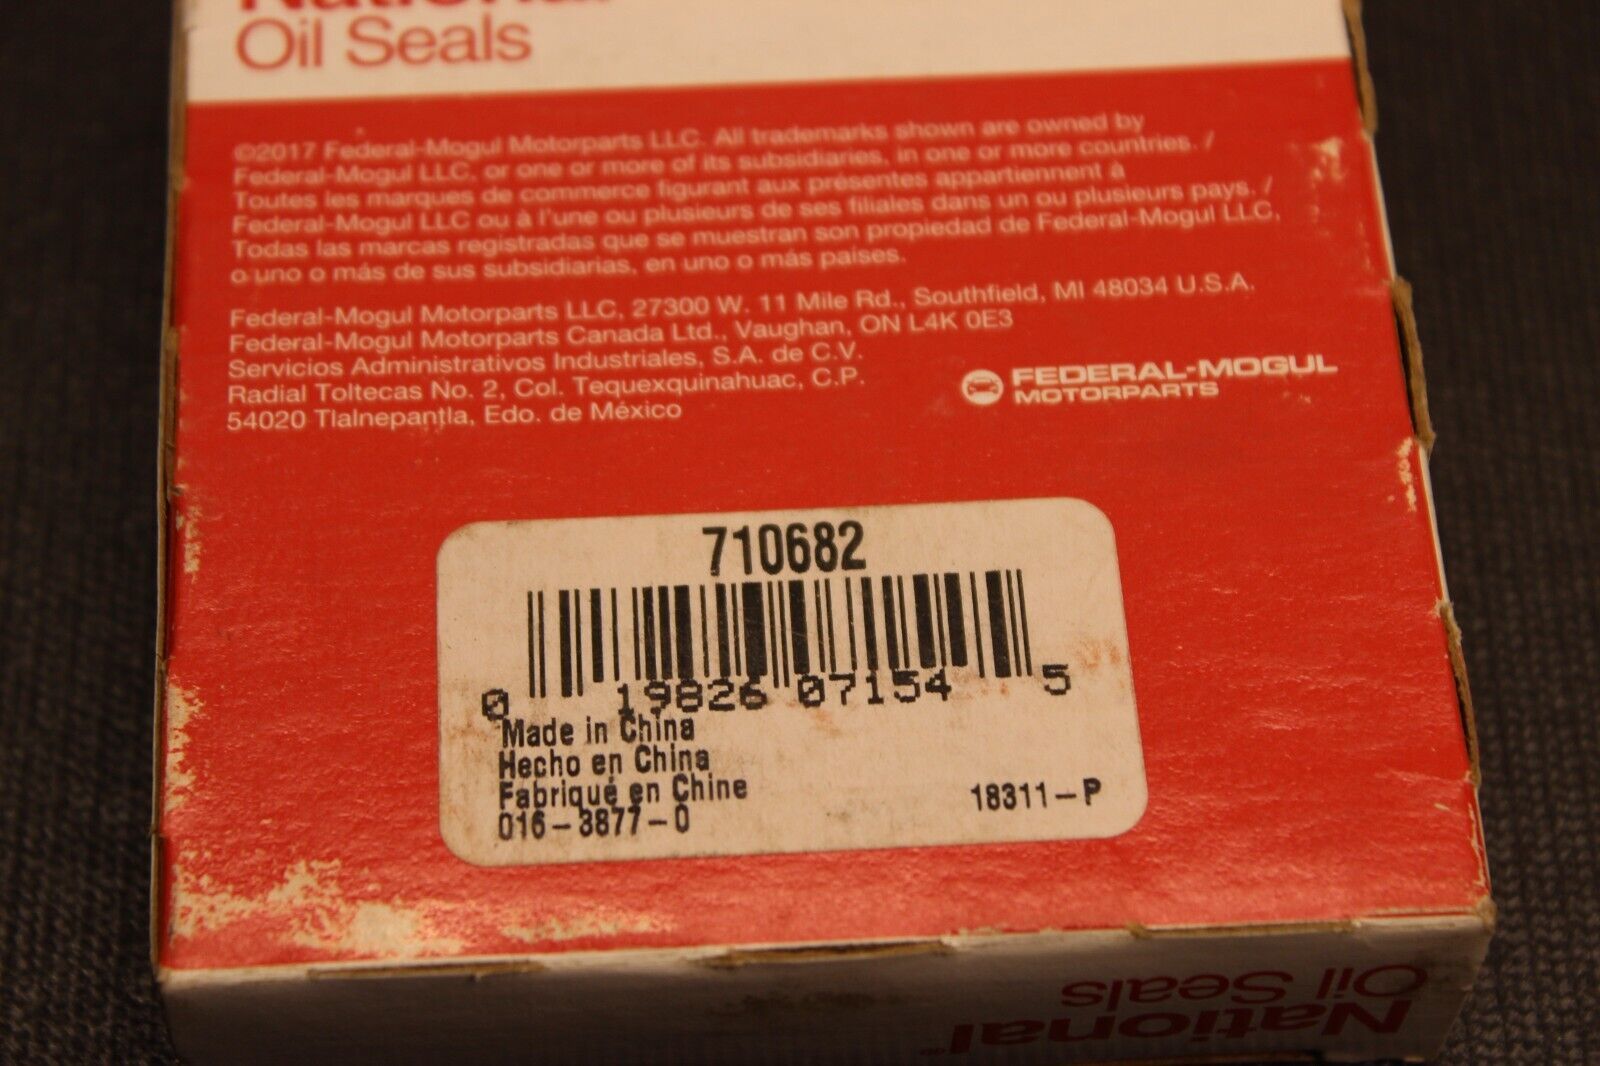 National
Oil Seals
©2017 Federal-Mogul Motorparts LLC. All trademarks shown are owned by
Federal-Mogul LLC, or one or more of its subsidiaries, in one or more countries. /
Toutes les marques de commerce figurant aux présentes appartiennent à
Federal-Mogul LLC ou à l'une ou plusieurs de ses filiales dans un ou plusieurs pays. /
Todas las marcas registradas que se muestran son propiedad de Federal-Mogul LLC,
o uno o más de sus subsidiarias, en uno o más países.
Federal-Mogul Motorparts LLC, 27300 W. 11 Mile Rd., Southfield, MI 48034 U.S.A.
Federal-Mogul Motorparts Canada Ltd., Vaughan, ON L4K 0E3
Servicios Administrativos Industriales, S.A. de C.V.
Radial Toltecas No. 2, Col. Tequexquinahuac, C.P.
54020 Tlalnepantla, Edo. de México
FEDERAL-MOGUL
MOTORPARTS
710682
0 19826 07154 5
Made in China
Hecho en China
Fabriqué en Chine
016-3877-0 18311-P
National®
Oil Seals